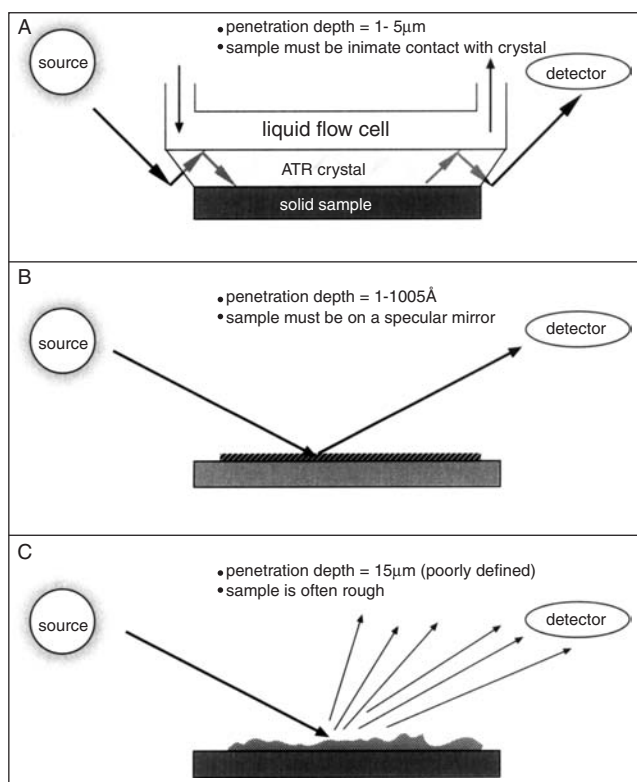 A
• penetration depth = 1- 5µm
• sample must be inimate contact with crystal
source
detector
liquid flow cell
ATR crystal
solid sample
B
• penetration depth = 1-1005Å
• sample must be on a specular mirror
source
detector
C
• penetration depth = 15µm (poorly defined)
• sample is often rough
source
detector